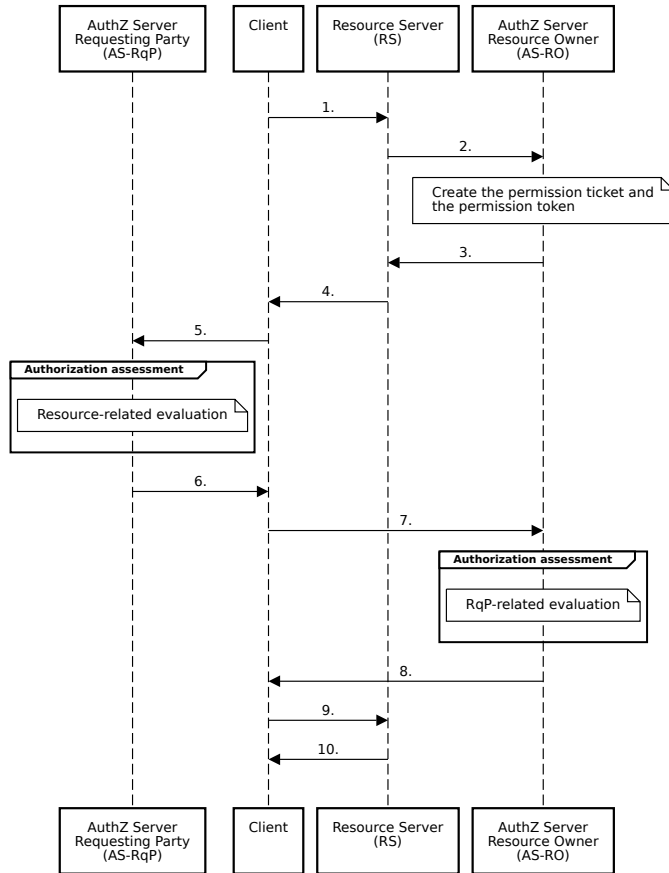 AuthZ Server
Requesting Party
(AS-RqP)
Client
Resource Server
(RS)
AuthZ Server
Resource Owner
(AS-RO)
1.
2.
Create the permission ticket and
the permission token
3.
4.
5.
Authorization assessment
Resource-related evaluation
6.
7.
Authorization assessment
RqP-related evaluation
8.
9.
10.
AuthZ Server
Requesting Party
(AS-RqP)
Client
Resource Server
(RS)
AuthZ Server
Resource Owner
(AS-RO)